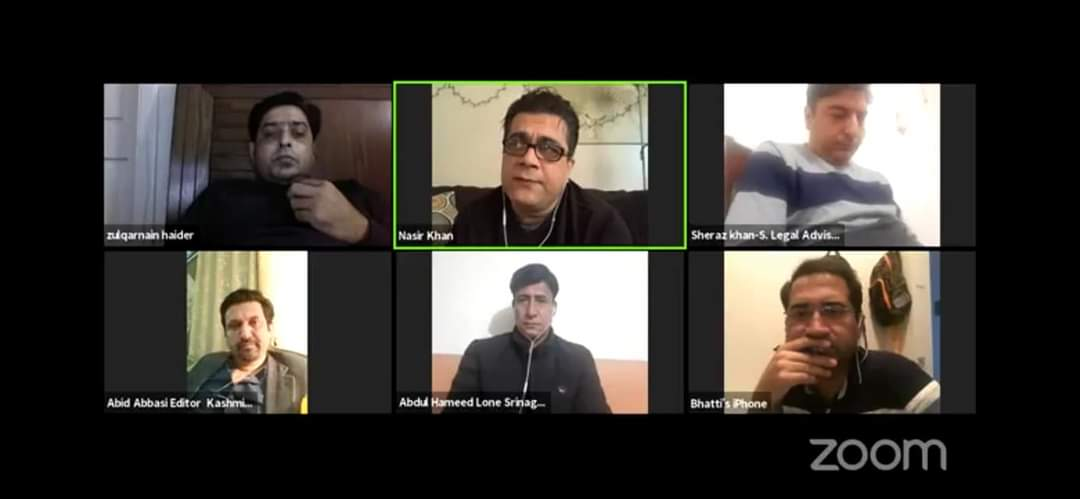 zulqarnain haider
Nasir Khan
Sheraz khan-S. Legal Advis...
Abid Abbasi Editor Kashmi...
Abdul Hameed Lone Srinag...
Bhatti's iPhone
zoom